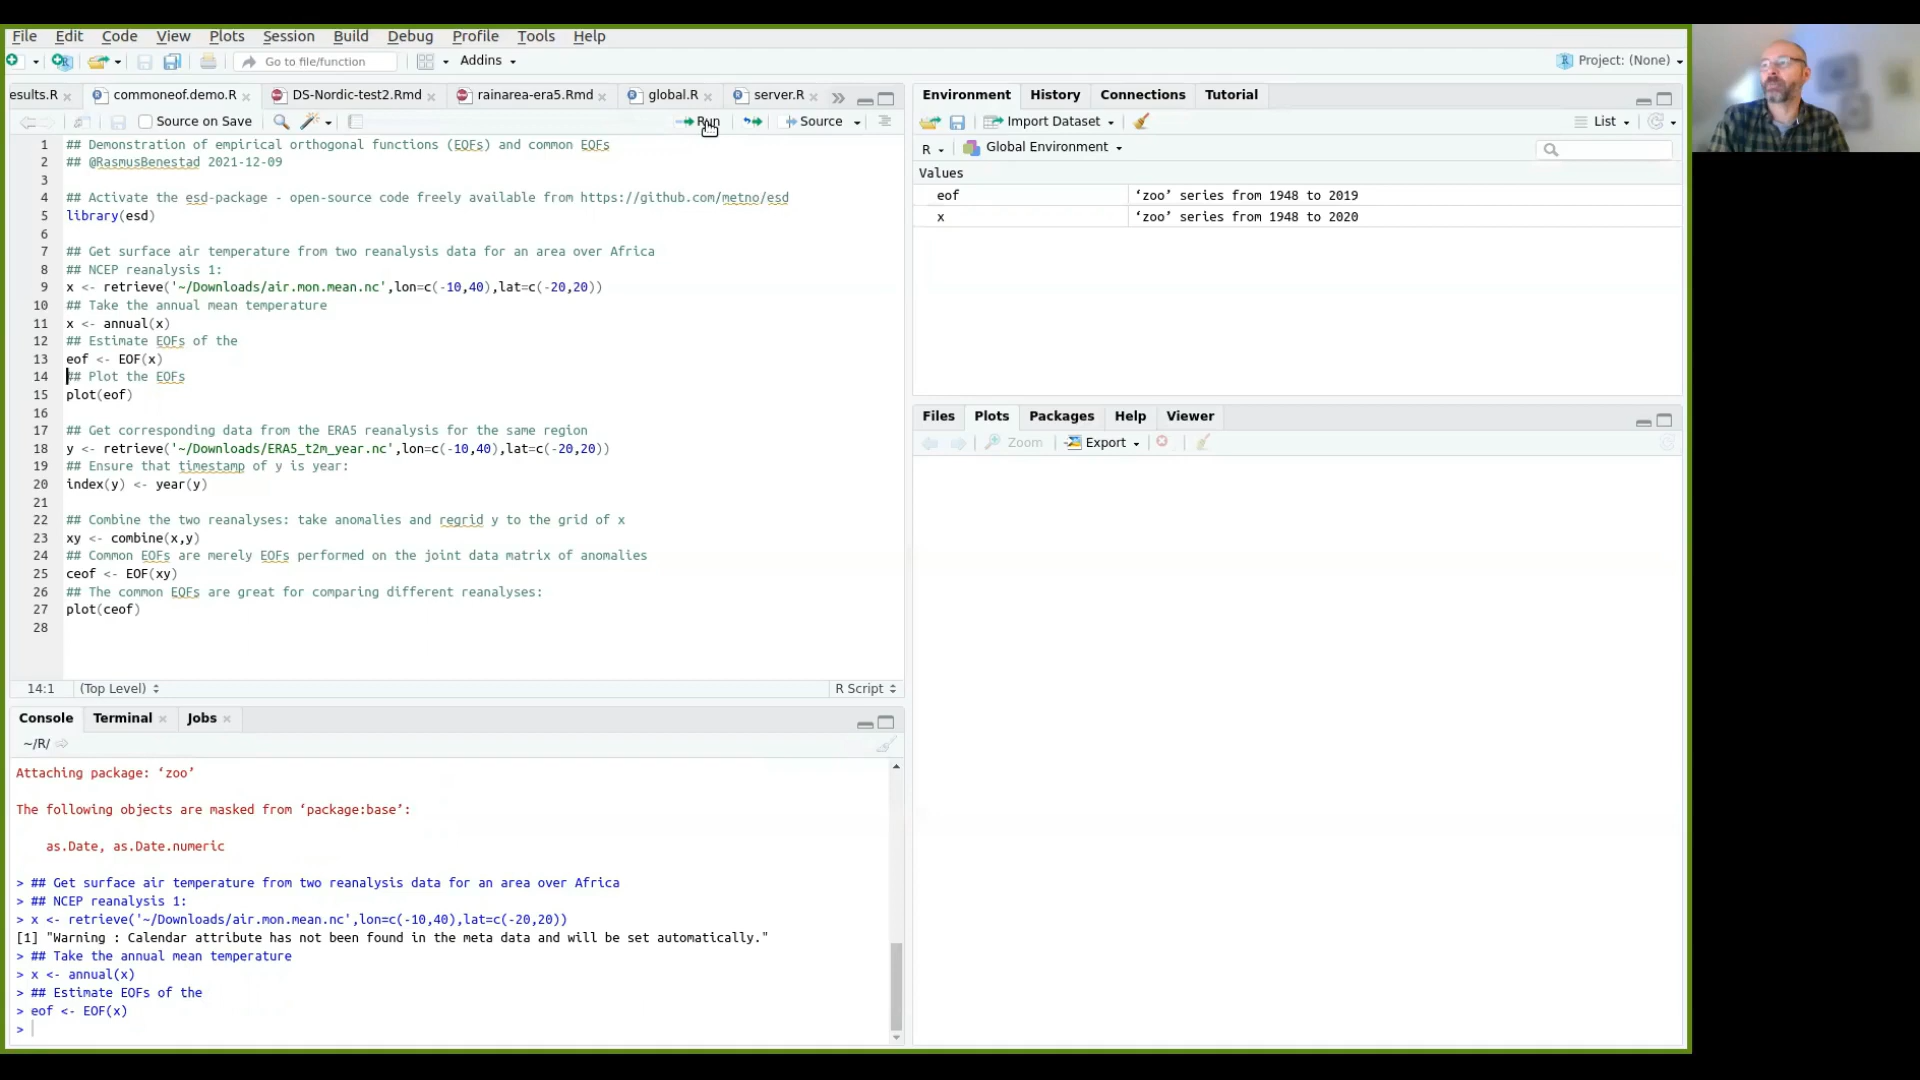 File Edit Code View Plots Session Build Debug Profile Tools Help
Go to file/function Addins Project: (None)
esults.R commoneof.demo.R DS-Nordic-test2.Rmd rainarea-era5.Rmd global.R server.R
Source on Save Run Source
1 ## Demonstration of empirical orthogonal functions (EOFs) and common EOFs
2 ## @RasmusBenestad 2021-12-09
3
4 ## Activate the esd-package - open-source code freely available from https://github.com/metno/esd
5 library(esd)
6
7 ## Get surface air temperature from two reanalysis data for an area over Africa
8 ## NCEP reanalysis 1:
9 x <- retrieve('~/Downloads/air.mon.mean.nc',lon=c(-10,40),lat=c(-20,20))
10 ## Take the annual mean temperature
11 x <- annual(x)
12 ## Estimate EOFs of the
13 eof <- EOF(x)
14 ## Plot the EOFs
15 plot(eof)
16
17 ## Get corresponding data from the ERA5 reanalysis for the same region
18 y <- retrieve('~/Downloads/ERA5_t2m_year.nc',lon=c(-10,40),lat=c(-20,20))
19 ## Ensure that timestamp of y is year:
20 index(y) <- year(y)
21
22 ## Combine the two reanalyses: take anomalies and regrid y to the grid of x
23 xy <- combine(x,y)
24 ## Common EOFs are merely EOFs performed on the joint data matrix of anomalies
25 ceof <- EOF(xy)
26 ## The common EOFs are great for comparing different reanalyses:
27 plot(ceof)
28
14:1 (Top Level) R Script
Console Terminal Jobs
~/R/
Attaching package: ‘zoo’
The following objects are masked from ‘package:base’:
as.Date, as.Date.numeric
> ## Get surface air temperature from two reanalysis data for an area over Africa
> ## NCEP reanalysis 1:
> x <- retrieve('~/Downloads/air.mon.mean.nc',lon=c(-10,40),lat=c(-20,20))
[1] "Warning : Calendar attribute has not been found in the meta data and will be set automatically."
> ## Take the annual mean temperature
> x <- annual(x)
> ## Estimate EOFs of the
> eof <- EOF(x)
>
Environment History Connections Tutorial
Import Dataset List
R Global Environment
Values
eof ‘zoo’ series from 1948 to 2019
x ‘zoo’ series from 1948 to 2020
Files Plots Packages Help Viewer
Zoom Export